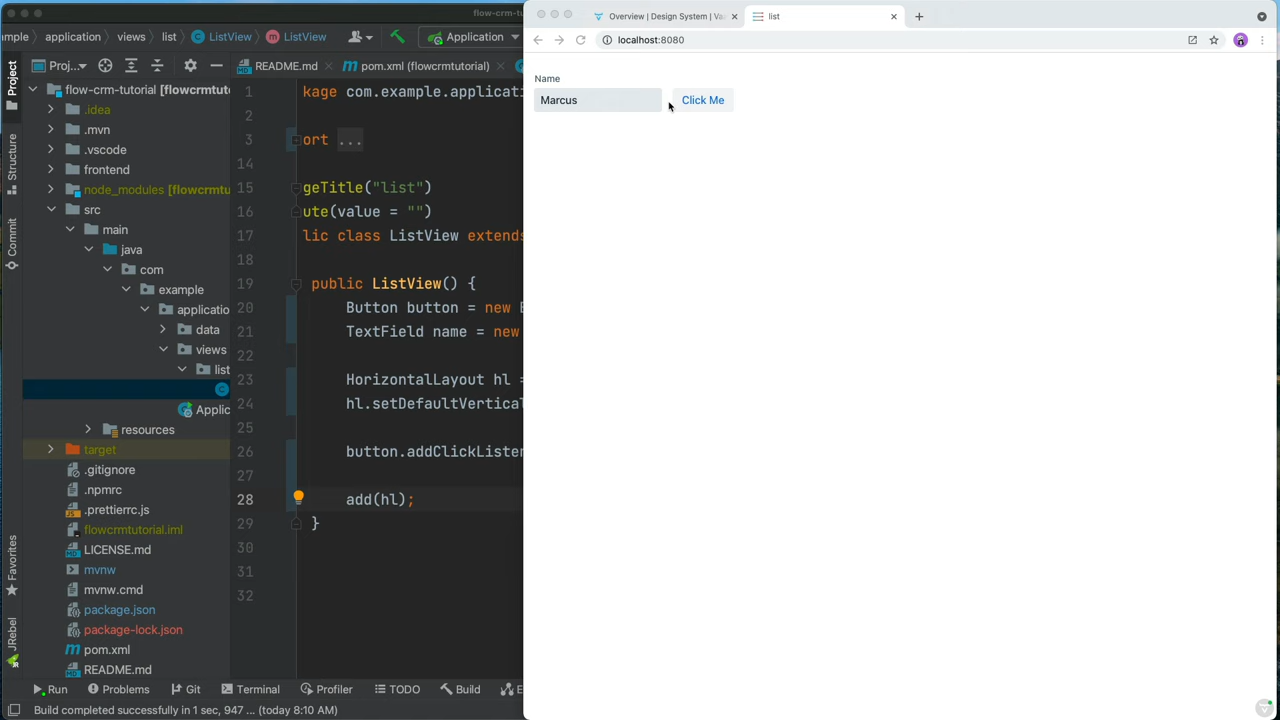 flow-crm-tutorial [flowcrmtu
Overview | Design System | Vaa
list
mple
application
views
list
ListView
ListView
Application
localhost:8080
Project
Proj...
README.md
pom.xml (flowcrmtutorial)
Name
Marcus
Click Me
flow-crm-tutorial [flowcrmtu
.idea
.mvn
.vscode
frontend
node_modules [flowcrmtu
src
main
java
com
example
applicatio
data
views
list
Applic
resources
target
.gitignore
.npmrc
.prettierrc.js
flowcrmtutorial.iml
LICENSE.md
mvnw
mvnw.cmd
package.json
package-lock.json
pom.xml
README.md
Structure
Commit
Favorites
JRebel
1 kage com.example.applicati
2
3 ort ...
14
15 geTitle("list")
16 ute(value = "")
17 lic class ListView extends
18
19 public ListView() {
20 Button button = new B
21 TextField name = new
22
23 HorizontalLayout hl =
24 hl.setDefaultVertical
25
26 button.addClickListen
27
28 add(hl);
29 }
30
31
32
Run
Problems
Git
Terminal
Profiler
TODO
Build
E
Build completed successfully in 1 sec, 947 ... (today 8:10 AM)